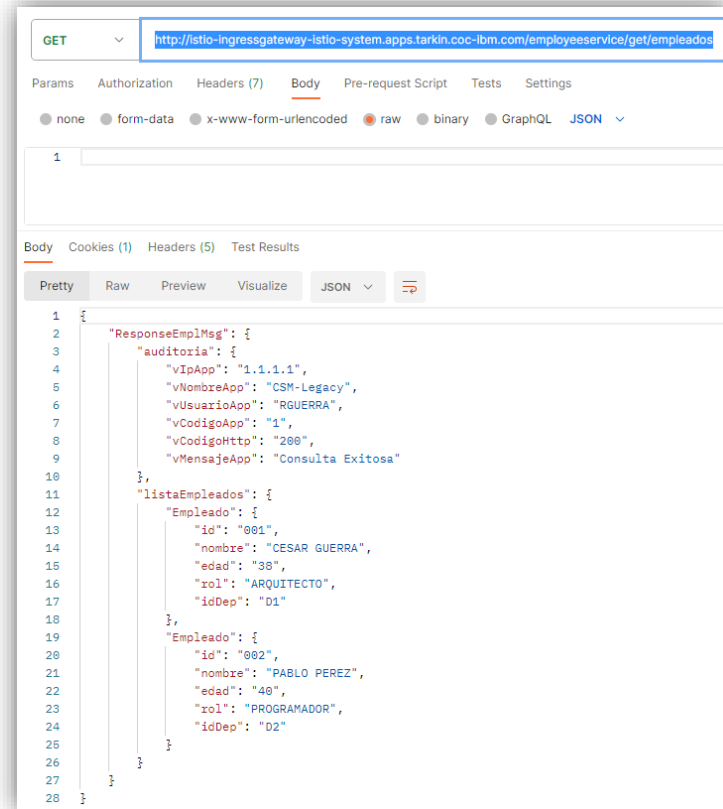 GET http://istio-ingressgateway-istio-system.apps.tarkin.coc-ibm.com/employeeservice/get/empleados
Params Authorization Headers (7) Body Pre-request Script Tests Settings
none form-data x-www-form-urlencoded raw binary GraphQL JSON
1
Body Cookies (1) Headers (5) Test Results
Pretty Raw Preview Visualize JSON
1 {
2 "ResponseEmplMsg": {
3 "auditoria": {
4 "vIpApp": "1.1.1.1",
5 "vNombreApp": "CSM-Legacy",
6 "vUsuarioApp": "RGUERRA",
7 "vCodigoApp": "1",
8 "vCodigoHttp": "200",
9 "vMensajeApp": "Consulta Exitosa"
10 },
11 "listaEmpleados": {
12 "Empleado": {
13 "id": "001",
14 "nombre": "CESAR GUERRA",
15 "edad": "38",
16 "rol": "ARQUITECTO",
17 "idDep": "D1"
18 },
19 "Empleado": {
20 "id": "002",
21 "nombre": "PABLO PEREZ",
22 "edad": "40",
23 "rol": "PROGRAMADOR",
24 "idDep": "D2"
25 }
26 }
27 }
28 }